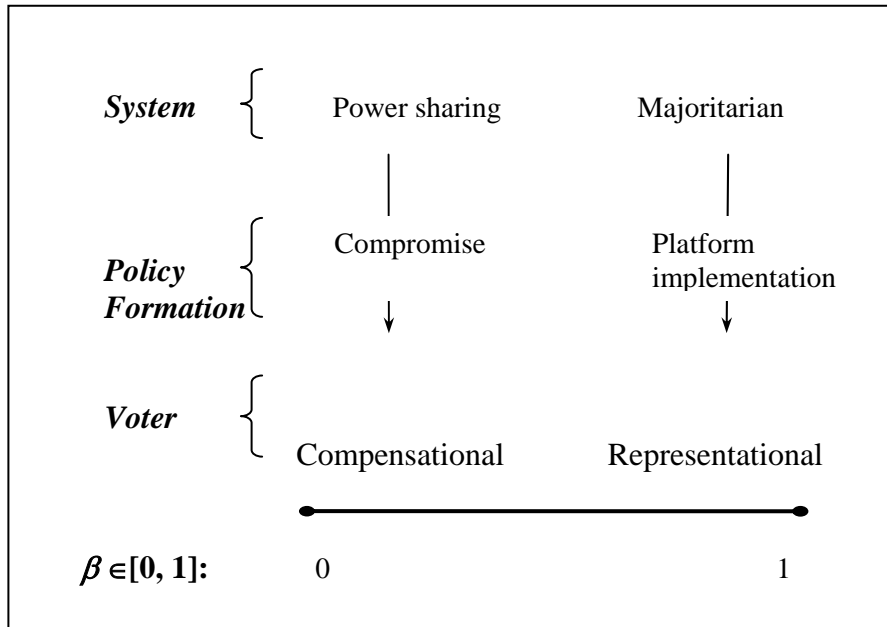 System Power sharing Majoritarian
Compromise Platform
implementation
Policy
Formation
Voter
Compensational Representational
β ∈[0, 1]: 0 1